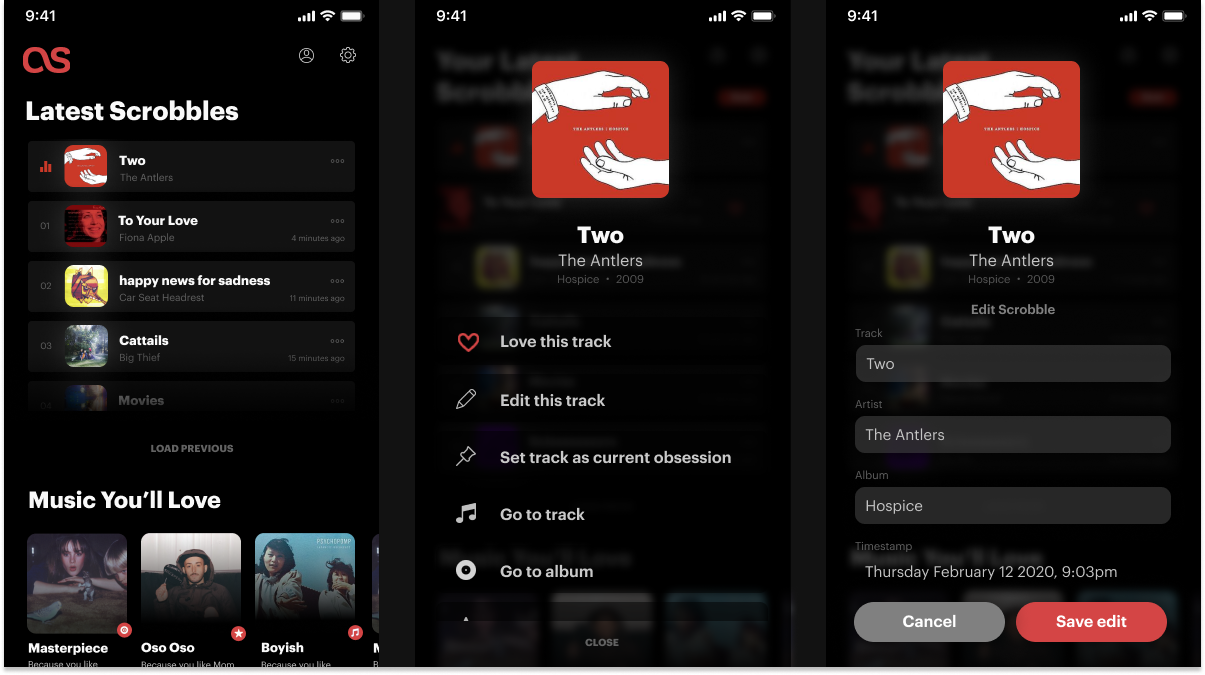 9:41
Latest Scrobbles
Two
The Antlers
01
To Your Love
Fiona Apple
4 minutes ago
02
happy news for sadness
Car Seat Headrest
11 minutes ago
03
Cattails
Big Thief
15 minutes ago
04
Movies
LOAD PREVIOUS
Music You'll Love
PSYCHOPOMP
Masterpiece
Because you like
Oso Oso
Because you like Mom
Boyish
Because you like
9:41
Your Latest
Scrobbles
THE ANTLERS | HOSPICE
Two
The Antlers
Hospice • 2009
Love this track
Edit this track
Set track as current obsession
Go to track
Go to album
CLOSE
9:41
THE ANTLERS | HOSPICE
Two
The Antlers
Hospice • 2009
Edit Scrobble
Track
Two
Artist
The Antlers
Album
Hospice
Timestamp
Thursday February 12 2020, 9:03pm
Cancel
Save edit